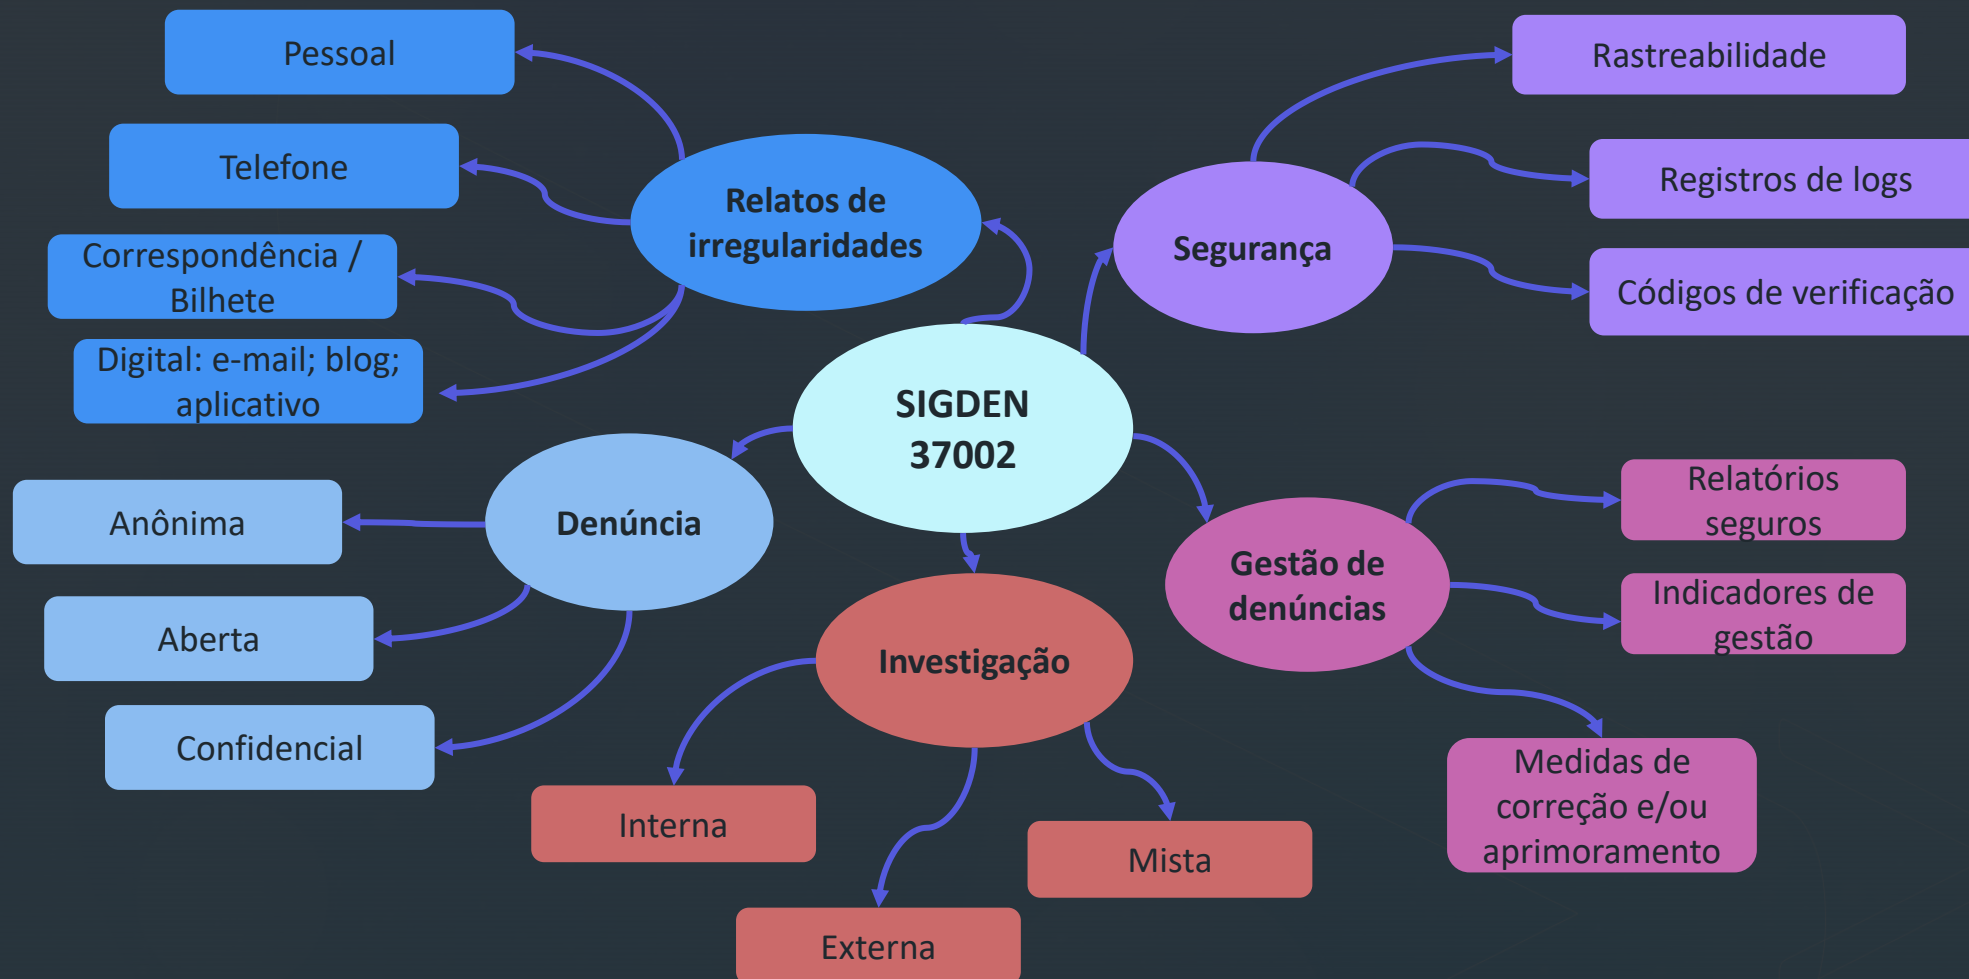 Pessoal
Telefone
Correspondência /
Bilhete
Digital: e-mail; blog;
aplicativo
Relatos de
irregularidades
Segurança
Rastreabilidade
Registros de logs
Códigos de verificação
SIGDEN
37002
Denúncia
Anônima
Aberta
Confidencial
Investigação
Interna
Externa
Mista
Gestão de
denúncias
Relatórios
seguros
Indicadores de
gestão
Medidas de
correção e/ou
aprimoramento